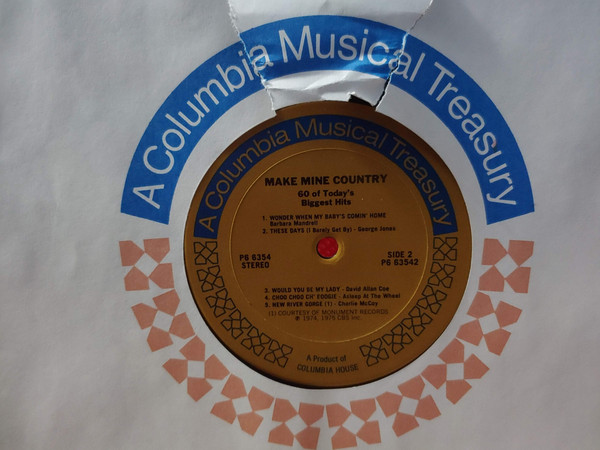 A Columbia Musical Treasury
A Columbia Musical Treasury
MAKE MINE COUNTRY
60 of Today's
Biggest Hits
1. WONDER WHEN MY BABY'S COMIN' HOME
Barbara Mandrell
2. THESE DAYS (I Barely Get By) - George Jones
P6 6354
STEREO
SIDE 2
P6 63542
3. WOULD YOU BE MY LADY - David Allan Coe
4. CHOO CHOO CH' FOOGIE - Asleep At The Wheel
5. NEW RIVER GORGE (1) - Charlie McCoy
(1) COURTESY OF MONUMENT RECORDS
℗ 1974, 1975 CBS Inc.
A Product of
COLUMBIA HOUSE